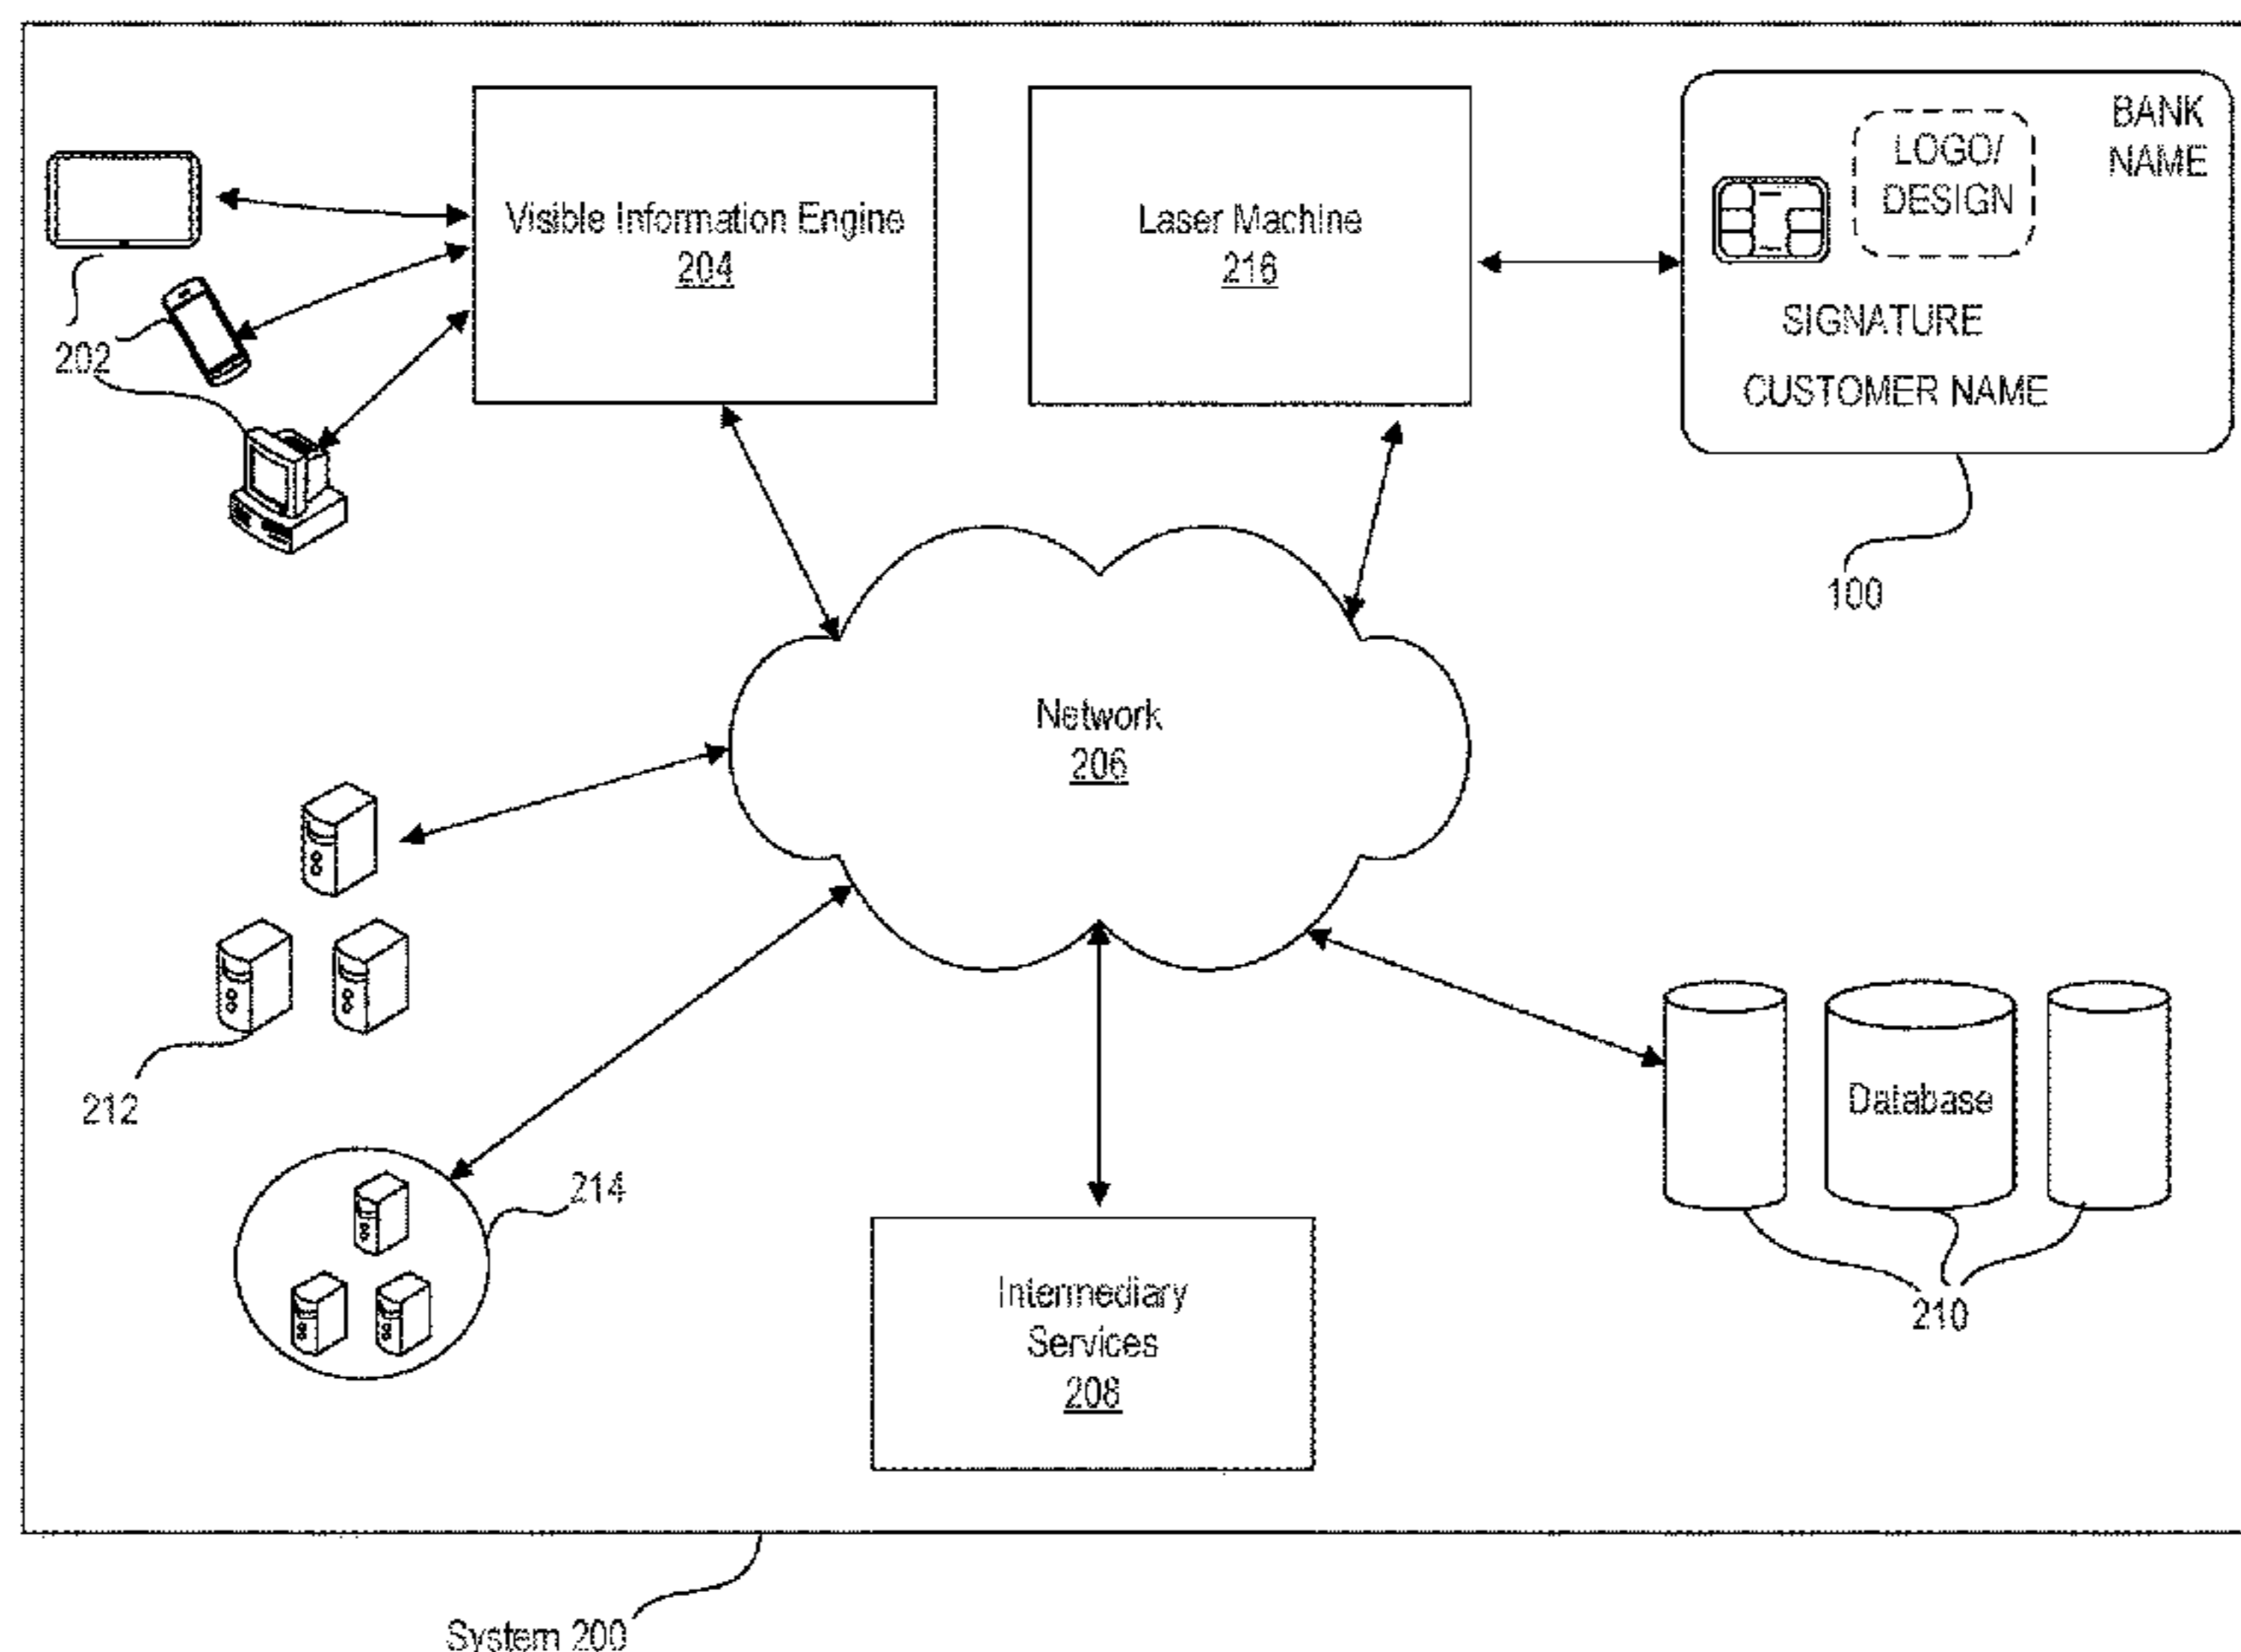 Visible Information Engine
204
Laser Machine
216
BANK
NAME
LOGO/
DESIGN
SIGNATURE
CUSTOMER NAME
202
100
Network
206
212
214
Database
210
Intermediary
Services
208
System 200